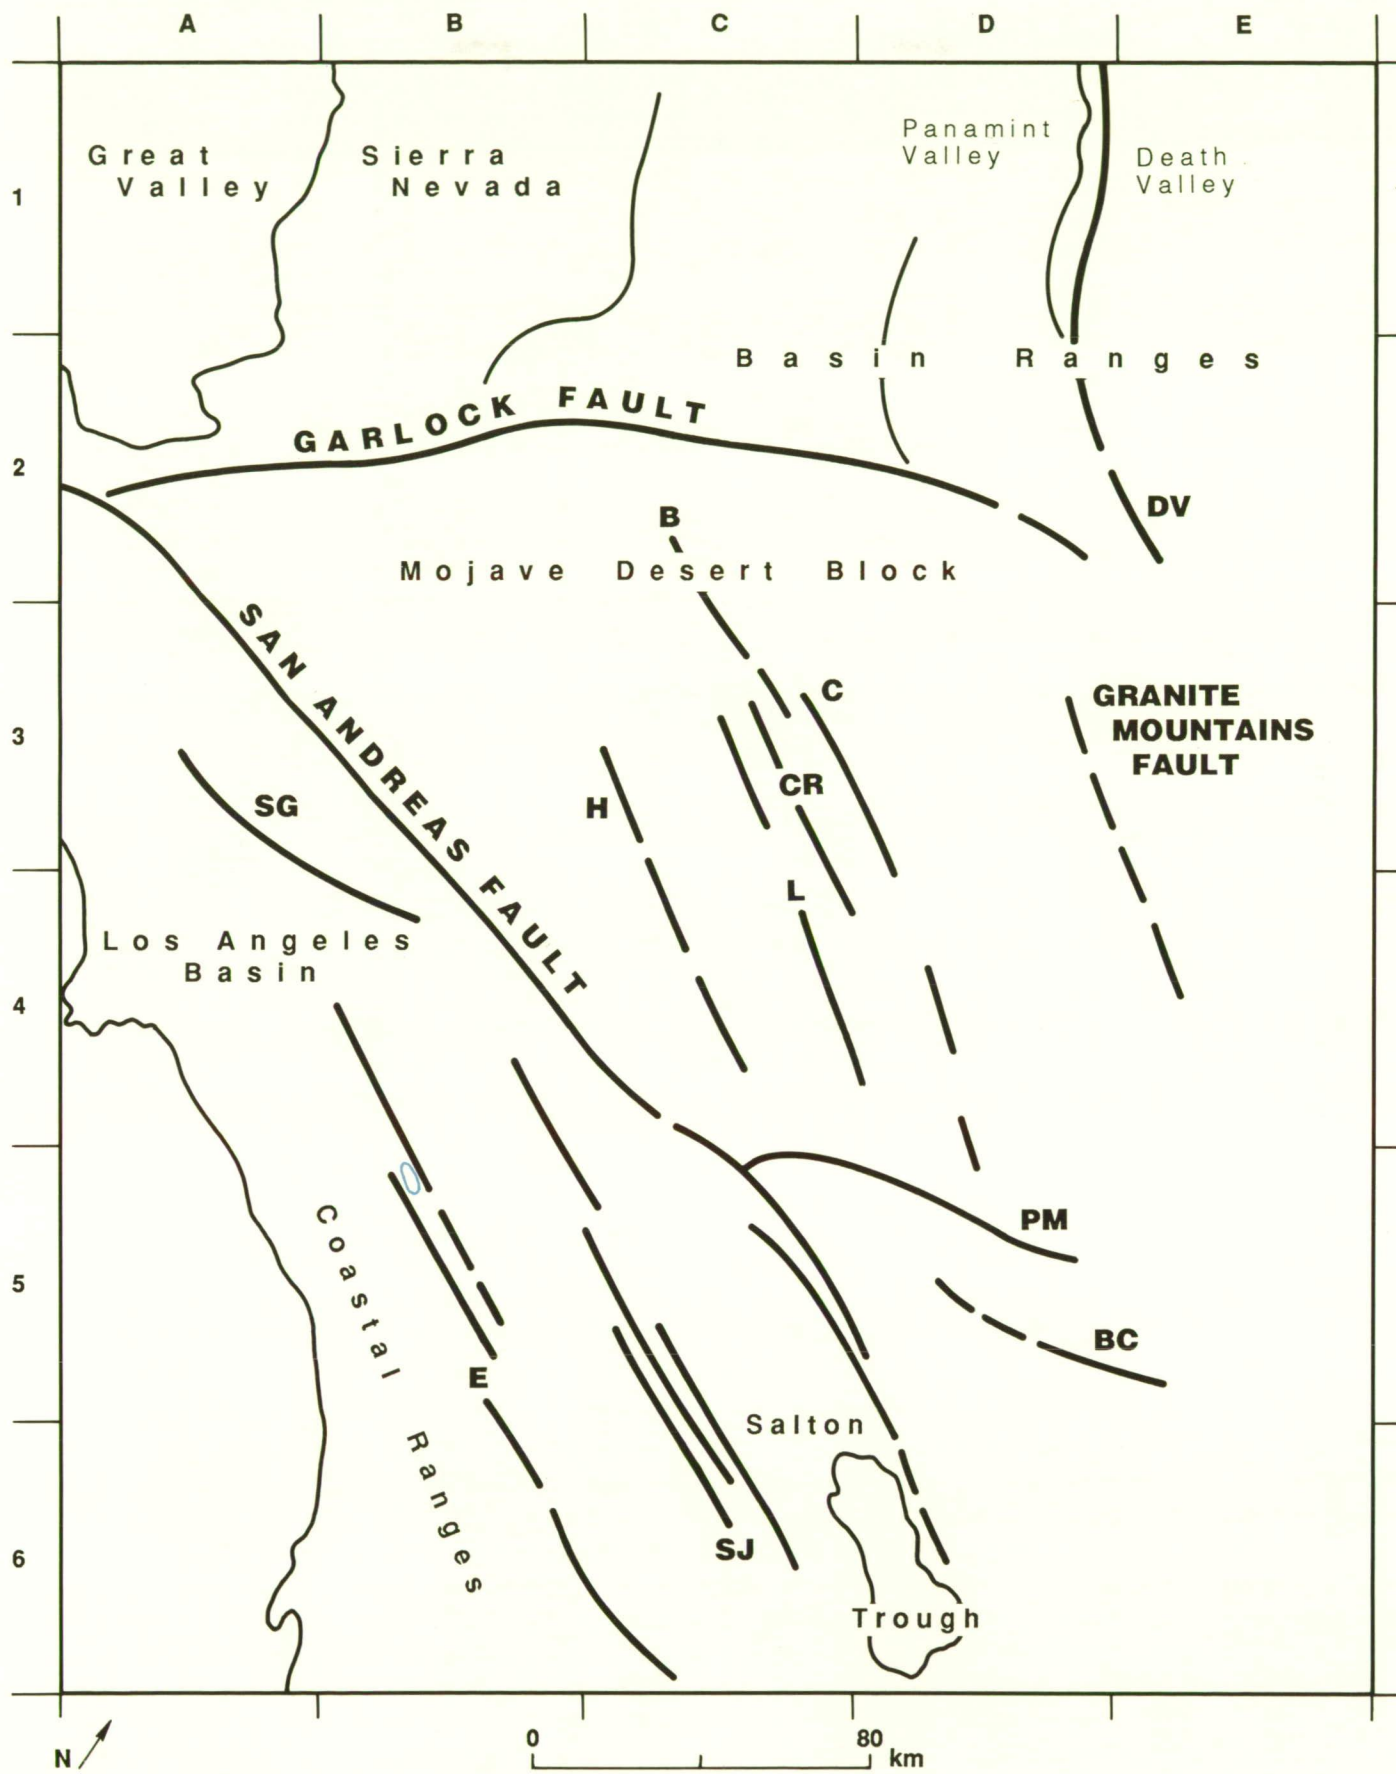 A B C D E
Great
Valley
Sierra
Nevada
Panamint
Valley
Death
Valley
1
Basin Ranges
GARLOCK FAULT
2
DV
B
Mojave Desert Block
SAN ANDREAS FAULT
C
GRANITE
MOUNTAINS
FAULT
3
CR
SG
H
L
Los Angeles
Basin
4
PM
Coastal Ranges
5
BC
E
Salton
SJ
6
Trough
N
0 80 km